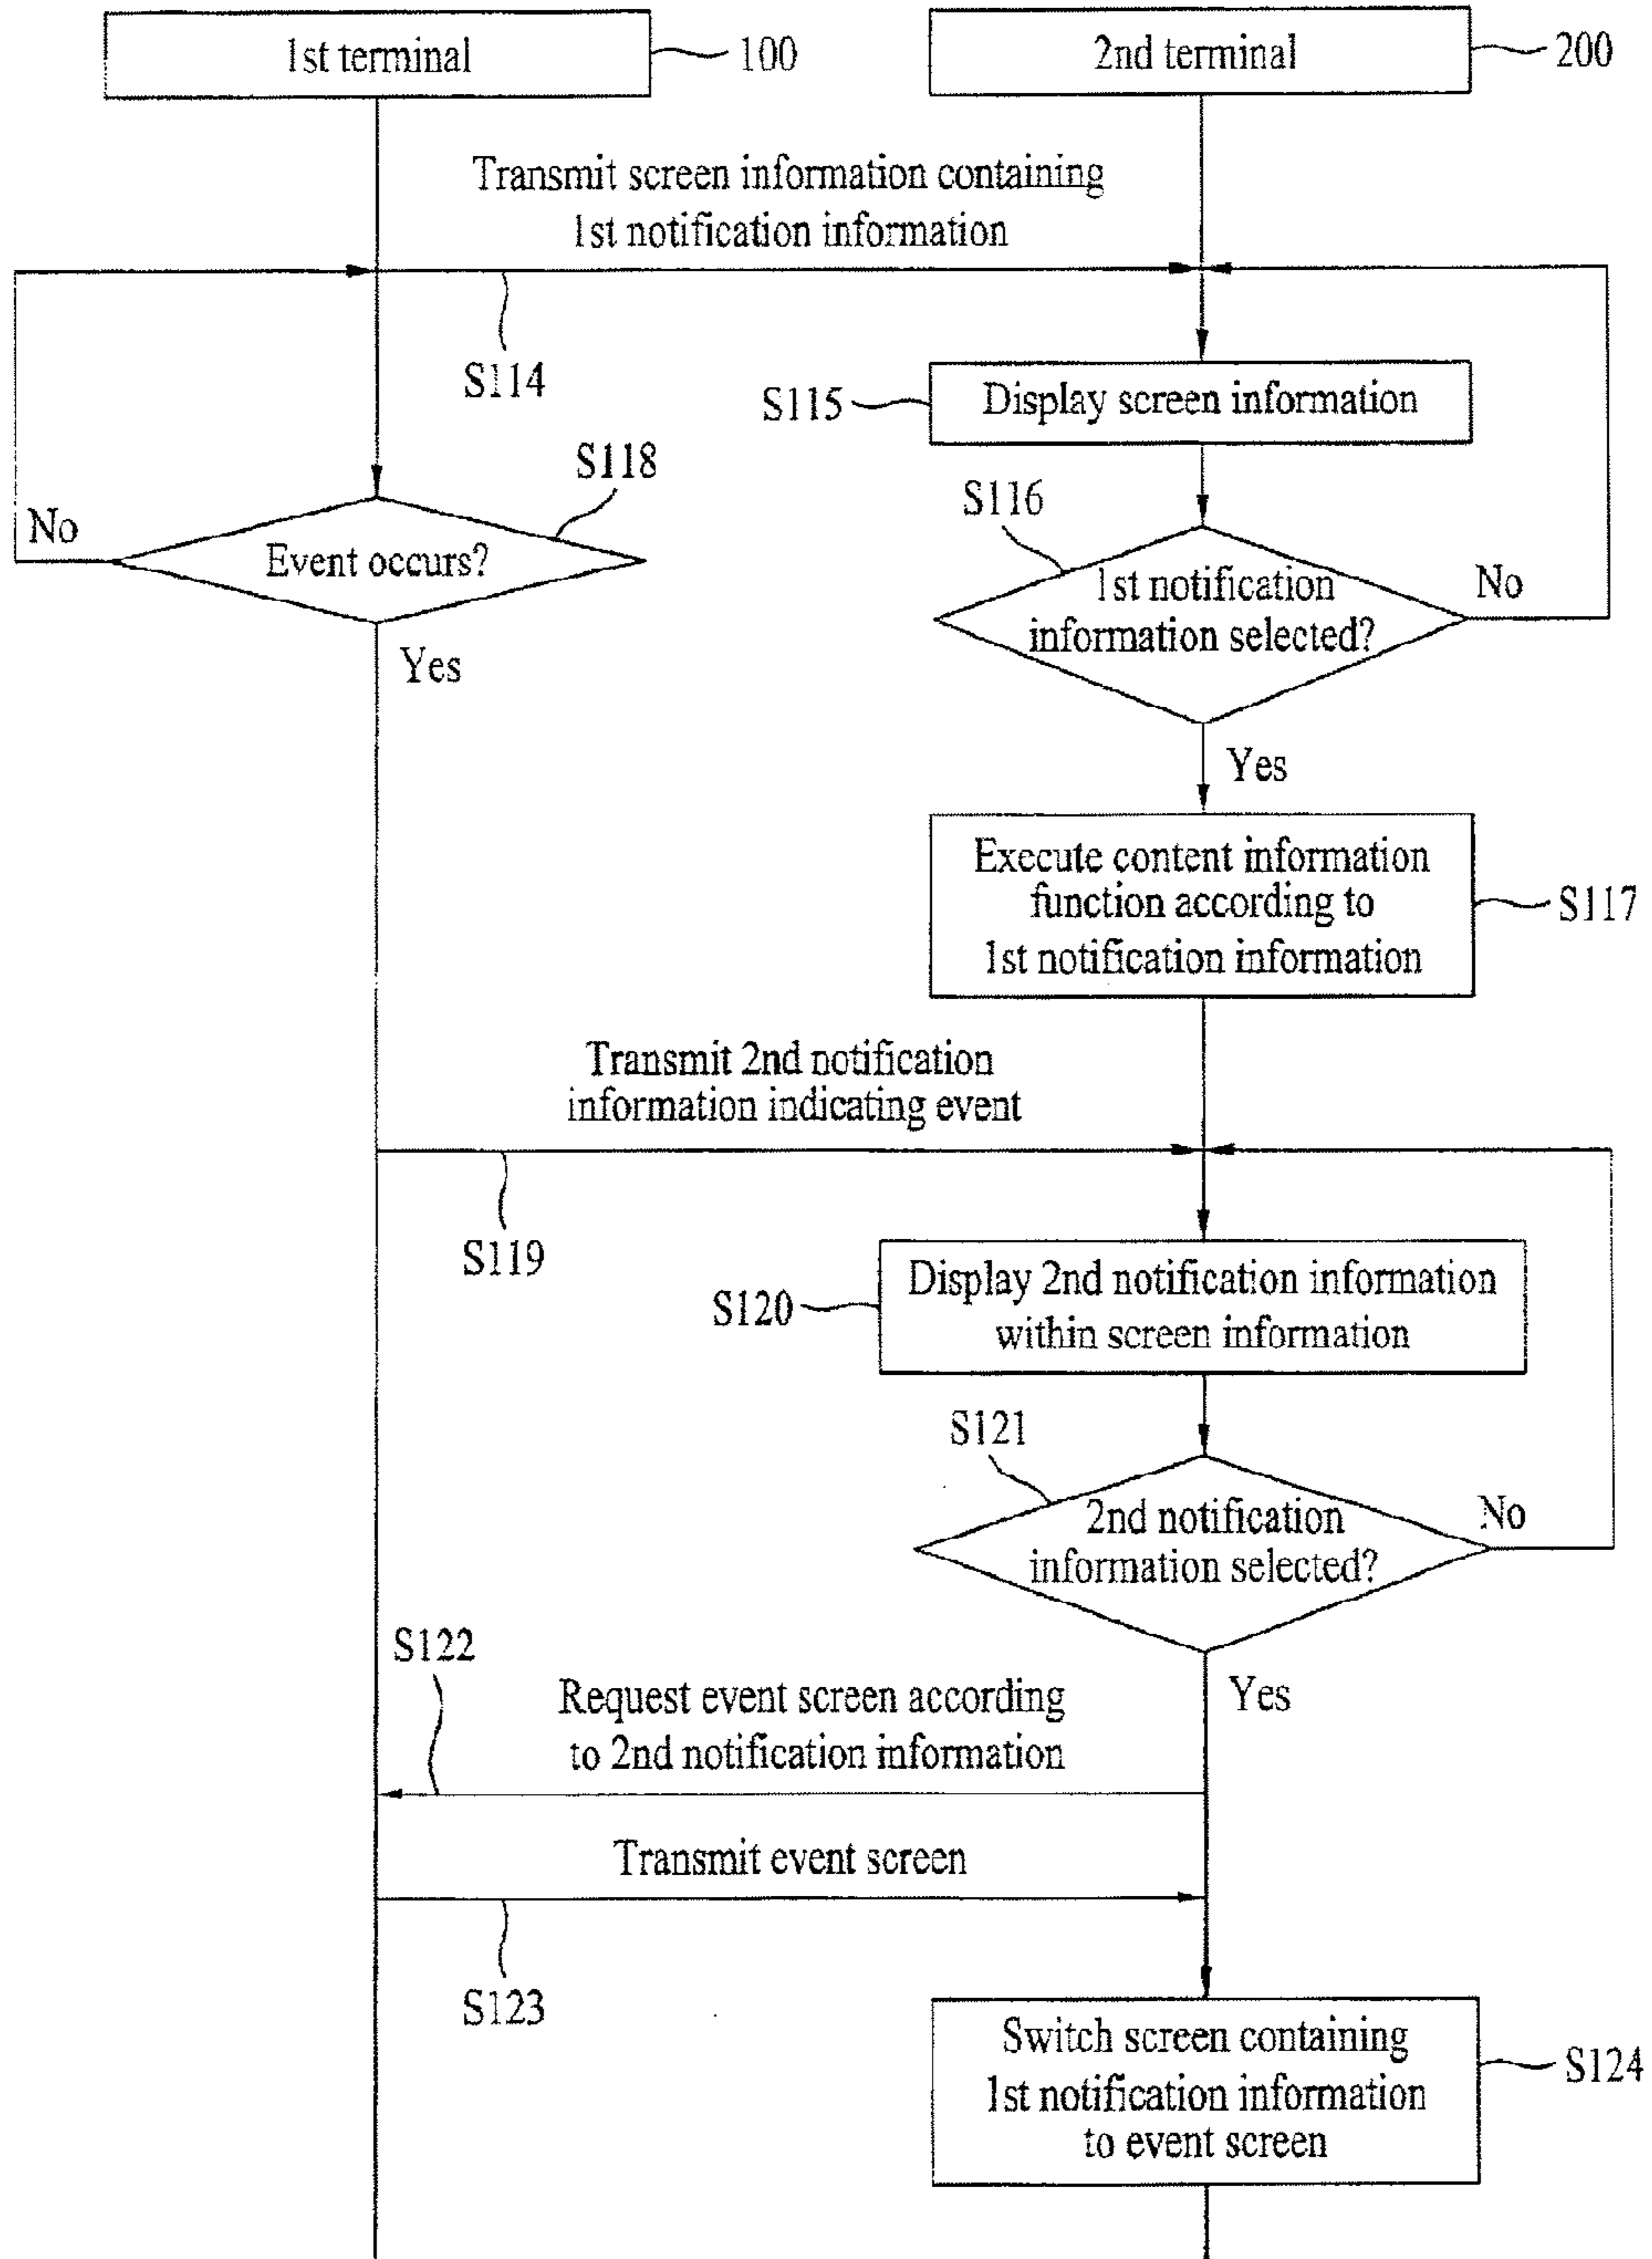 1st terminal
100
2nd terminal
200
Transmit screen information containing
1st notification information
S114
S115
Display screen information
S118
S116
No
Event occurs?
1st notification
information selected?
No
Yes
Yes
Execute content information
function according to
1st notification information
S117
Transmit 2nd notification
information indicating event
S119
S120
Display 2nd notification information
within screen information
S121
2nd notification
information selected?
No
S122
Yes
Request event screen according
to 2nd notification information
Transmit event screen
S123
Switch screen containing
1st notification information
to event screen
S124